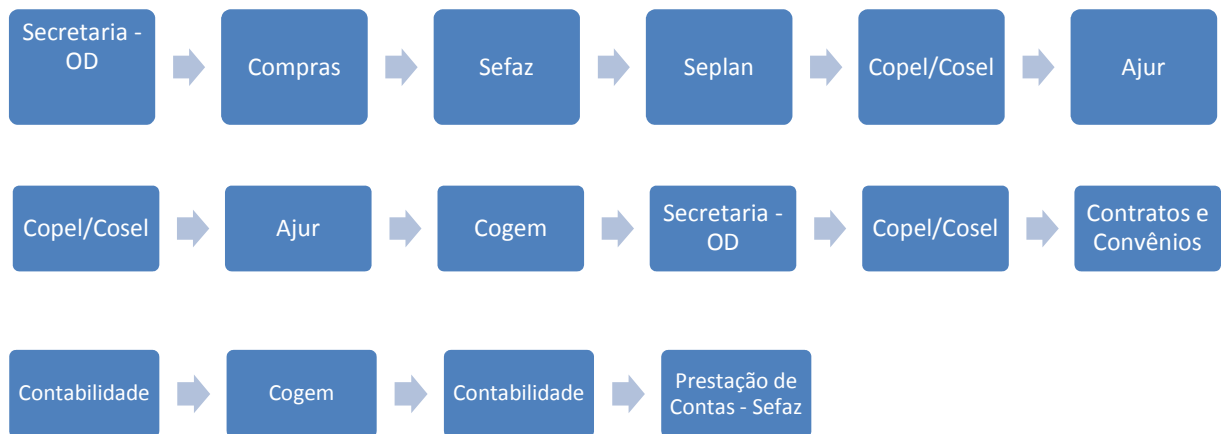 Secretaria -
OD
Compras
Sefaz
Seplan
Copel/Cosel
Ajur
Copel/Cosel
Ajur
Cogem
Secretaria -
OD
Copel/Cosel
Contratos e
Convênios
Contabilidade
Cogem
Contabilidade
Prestação de
Contas - Sefaz